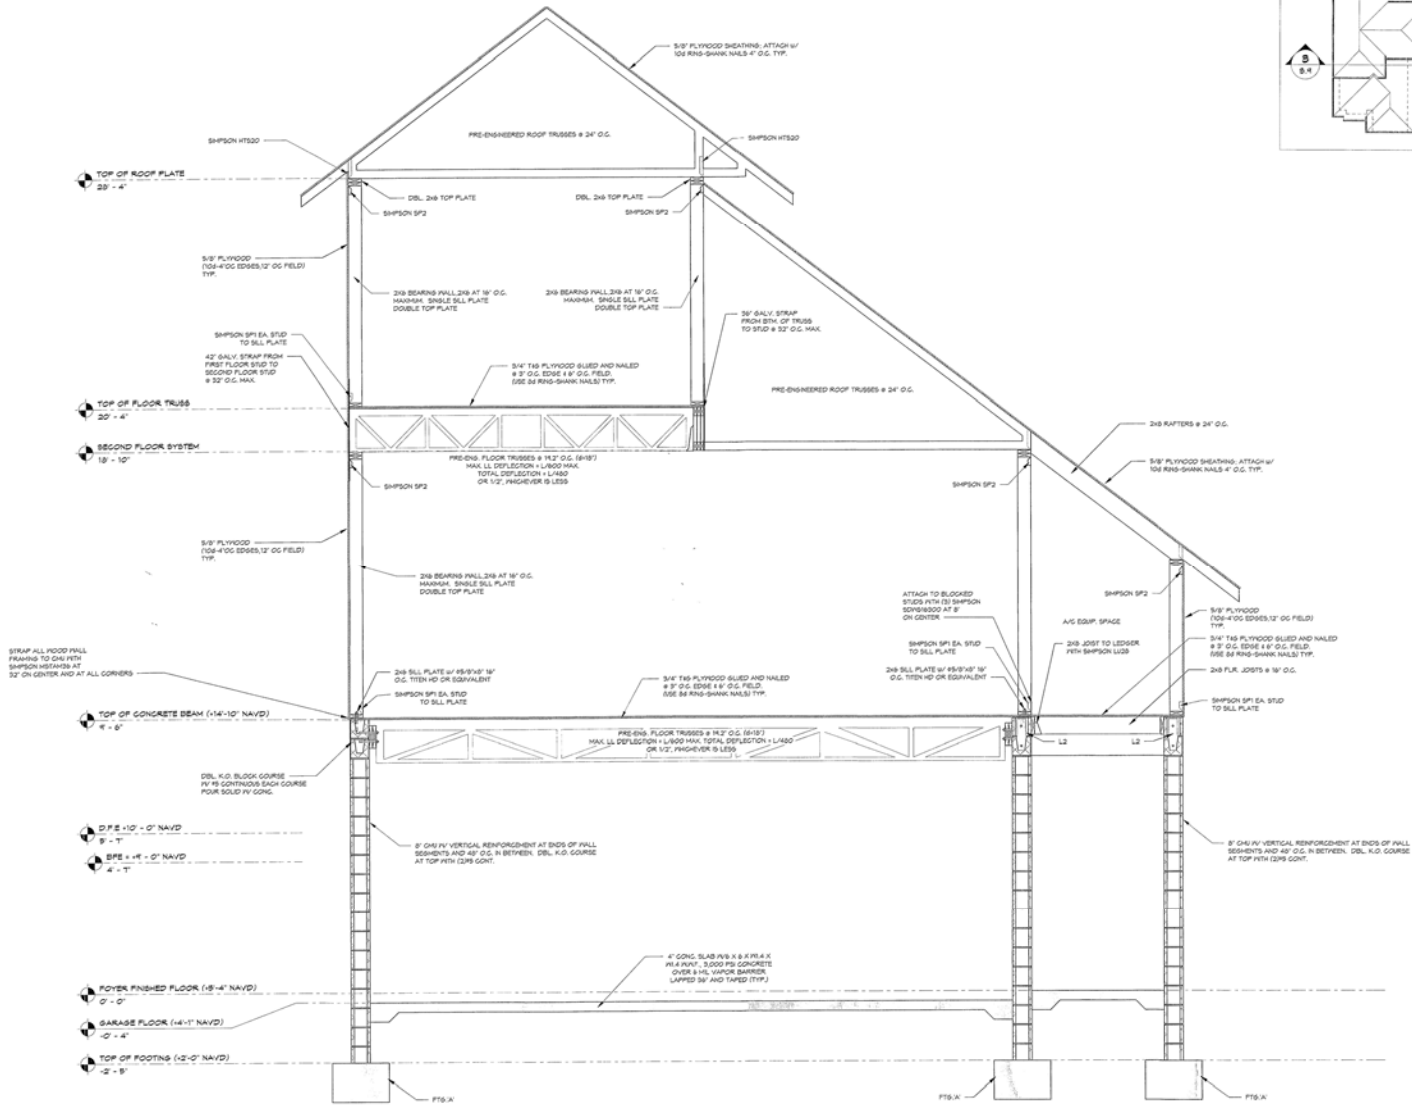 5/8" PLYWOOD SHEATHING; ATTACH W/
10d RING-SHANK NAILS 4" O.C. TYP.
B
SIMPSON HTS20
PRE-ENGINEERED ROOF TRUSSES @ 24" O.C.
SIMPSON HTS20
TOP OF ROOF PLATE
DBL. 2x6 TOP PLATE
DBL. 2x6 TOP PLATE
SIMPSON SP2
SIMPSON SP2
5/8" PLYWOOD
(10d-4"OC EDGES,12" OC FIELD)
TYP.
2X6 BEARING WALL,2X6 AT 16" O.C.
MAXIMUM. SINGLE SILL PLATE
DOUBLE TOP PLATE
2X6 BEARING WALL,2X6 AT 16" O.C.
MAXIMUM. SINGLE SILL PLATE
DOUBLE TOP PLATE
36" GALV. STRAP
FROM BTM. OF TRUSS
TO STUD @ 32" O.C. MAX.
SIMPSON SP1 EA. STUD
TO SILL PLATE
42" GALV. STRAP FROM
FIRST FLOOR STUD TO
SECOND FLOOR STUD
@ 32" O.C. MAX
3/4" T&G PLYWOOD GLUED AND NAILED
@ 3" O.C. EDGE & 6" O.C. FIELD.
(USE 8d RING-SHANK NAILS) TYP.
PRE-ENGINEERED ROOF TRUSSES @ 24" O.C.
TOP OF FLOOR TRUSS
20' - 4"
2X8 RAFTERS @ 24" O.C.
SECOND FLOOR SYSTEM
18' - 10"
PRE-ENG. FLOOR TRUSSES @ 19.2" O.C. (d=18")
MAX. LL DEFLECTION = L/600 MAX.
TOTAL DEFLECTION = L/480
OR 1/2", WHICHEVER IS LESS
5/8" PLYWOOD SHEATHING; ATTACH W/
10d RING-SHANK NAILS 4" O.C. TYP.
SIMPSON SP2
SIMPSON SP2
5/8" PLYWOOD
(10d-4"OC EDGES,12" OC FIELD)
TYP.
2X6 BEARING WALL,2X6 AT 16" O.C.
MAXIMUM. SINGLE SILL PLATE
DOUBLE TOP PLATE
ATTACH TO BLOCKED
STUDS WITH (3) SIMPSON
AT 8"
ON CENTER
SIMPSON SP2
A/C EQUIP. SPACE
5/8" PLYWOOD
(10d-4"OC EDGES,12" OC FIELD)
TYP.
STRAP ALL WOOD WALL
FRAMING TO CMU WITH
SIMPSON HSTAM36 AT
32" ON CENTER AND AT ALL CORNERS
SIMPSON SP1 EA. STUD
TO SILL PLATE
2X8 JOIST TO LEDGER
WITH SIMPSON LU28
3/4" T&G PLYWOOD GLUED AND NAILED
@ 3" O.C. EDGE & 6" O.C. FIELD.
(USE 8d RING-SHANK NAILS) TYP.
2x6 SILL PLATE W/ 16"
O.C. TITEN HD OR EQUIVALENT
3/4" T&G PLYWOOD GLUED AND NAILED
@ 3" O.C. EDGE & 6" O.C. FIELD.
(USE 8d RING-SHANK NAILS) TYP.
2x6 SILL PLATE W/ 16"
O.C. TITEN HD OR EQUIVALENT
2X8 FLR. JOISTS @ 16" O.C.
SIMPSON SP1 EA. STUD
TO SILL PLATE
SIMPSON SP1 EA. STUD
TO SILL PLATE
TOP OF CONCRETE BEAM (+14'-10" NAVD)
9' - 6"
PRE-ENG. FLOOR TRUSSES @ 19.2" O.C. (d=18")
MAX. LL DEFLECTION = L/600 MAX. TOTAL DEFLECTION = L/480
OR 1/2", WHICHEVER IS LESS
L2
L2
DBL. K.O. BLOCK COURSE
W/ #5 CONTINUOUS EACH COURSE
POUR SOLID W/ CONC.
D.F.E +10' - 0" NAVD
5' - 7"
BFE = +9' - 0" NAVD
4' - 7"
8" CMU W/ VERTICAL REINFORCEMENT AT ENDS OF WALL
SEGMENTS AND 48" O.C. IN BETWEEN. DBL. K.O. COURSE
AT TOP WITH (2)#5 CONT.
8" CMU W/ VERTICAL REINFORCEMENT AT ENDS OF WALL
SEGMENTS AND 48" O.C. IN BETWEEN. DBL. K.O. COURSE
AT TOP WITH (2)#5 CONT.
4" CONC. SLAB W/6 X 6 X W1.4 X
W1.4 W.W.F., 3,000 PSI CONCRETE
OVER 6 MIL VAPOR BARRIER
LAPPED 36" AND TAPED (TYP.)
FOYER FINISHED FLOOR
0' - 0"
GARAGE FLOOR (+4'-1" NAVD)
-0' - 4"
TOP OF FOOTING (+2'-0" NAVD)
-2' - 5"
FTG.'A'
FTG.'A'
FTG.'A'